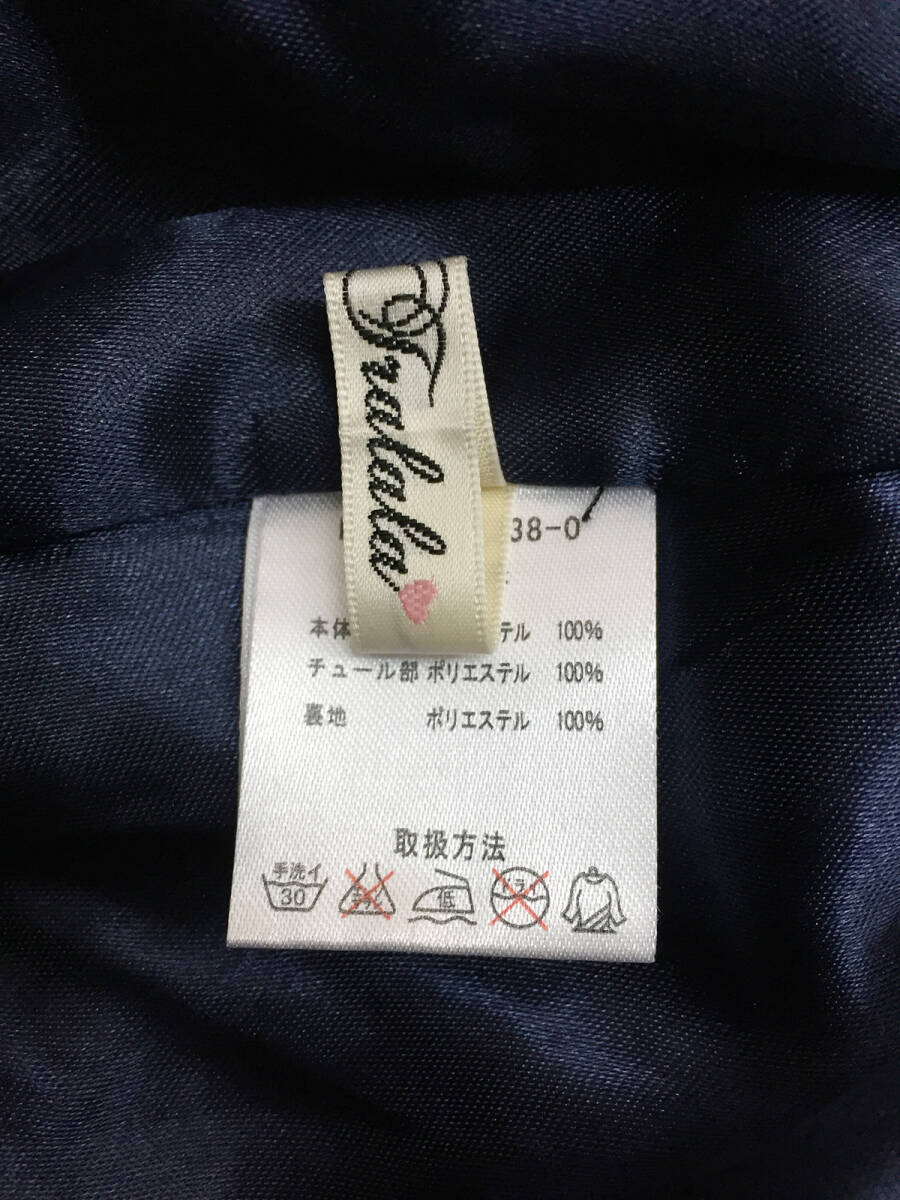 Tralala
38-0
本体 テル 100%
チュール部 ポリエステル 100%
裏地 ポリエステル 100%
取扱方法
手洗イ
30
低